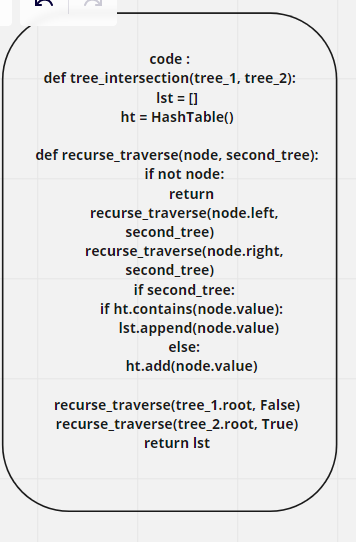 code :
def tree_intersection(tree_1, tree_2):
lst = []
ht = HashTable()
def recurse_traverse(node, second_tree):
if not node:
return
recurse_traverse(node.left,
second_tree)
recurse_traverse(node.right,
second_tree)
if second_tree:
if ht.contains(node.value):
lst.append(node.value)
else:
ht.add(node.value)
recurse_traverse(tree_1.root, False)
recurse_traverse(tree_2.root, True)
return lst